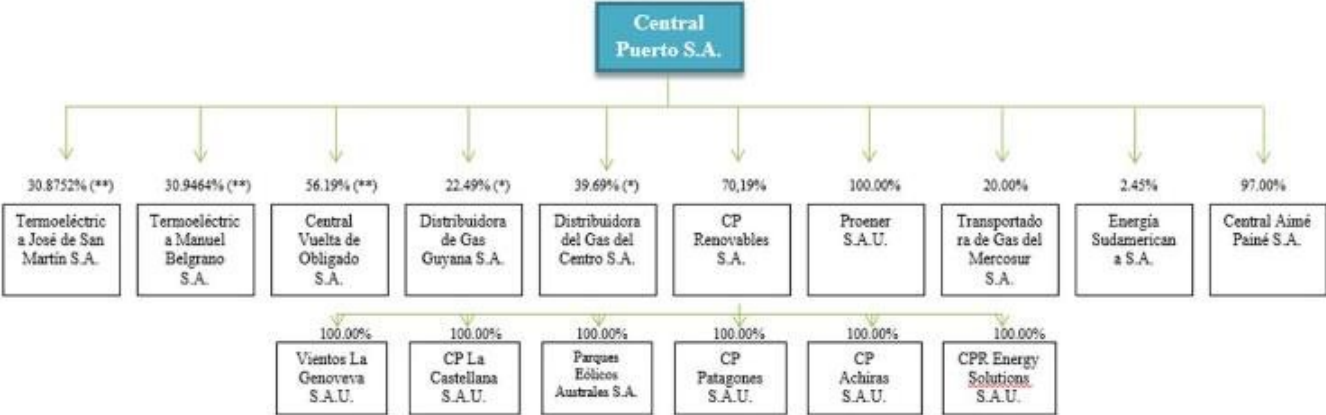 Central
Puerto S.A.
30.8752% (**)
30.9464% (**)
56.19% (**)
22.49% (*)
39.69% (*)
70,19%
100.00%
20.00%
2.45%
97.00%
Termoeléctric
a José de San
Martín S.A.
Termoeléctric
a Manuel
Belgrano
S.A.
Central
Vuelta de
Obligado
S.A.
Distribuidora
de Gas
Guyana S.A.
Distribuidora
del Gas del
Centro S.A.
CP
Renovables
S.A.
Proener
S.A.U.
Transportado
ra de Gas del
Mercosur
S.A.
Energía
Sudamerican
a S.A.
Central Aimé
Painé S.A.
100.00%
100.00%
100.00%
100.00%
100.00%
100.00%
Vientos La
Genoveva
S.A.U.
CP La
Castellana
S.A.U.
Parques
Eólicos
Australes S.A.
CP
Patagones
S.A.U.
CP
Achiras
S.A.U.
CPR Energy
Solutions
S.A.U.